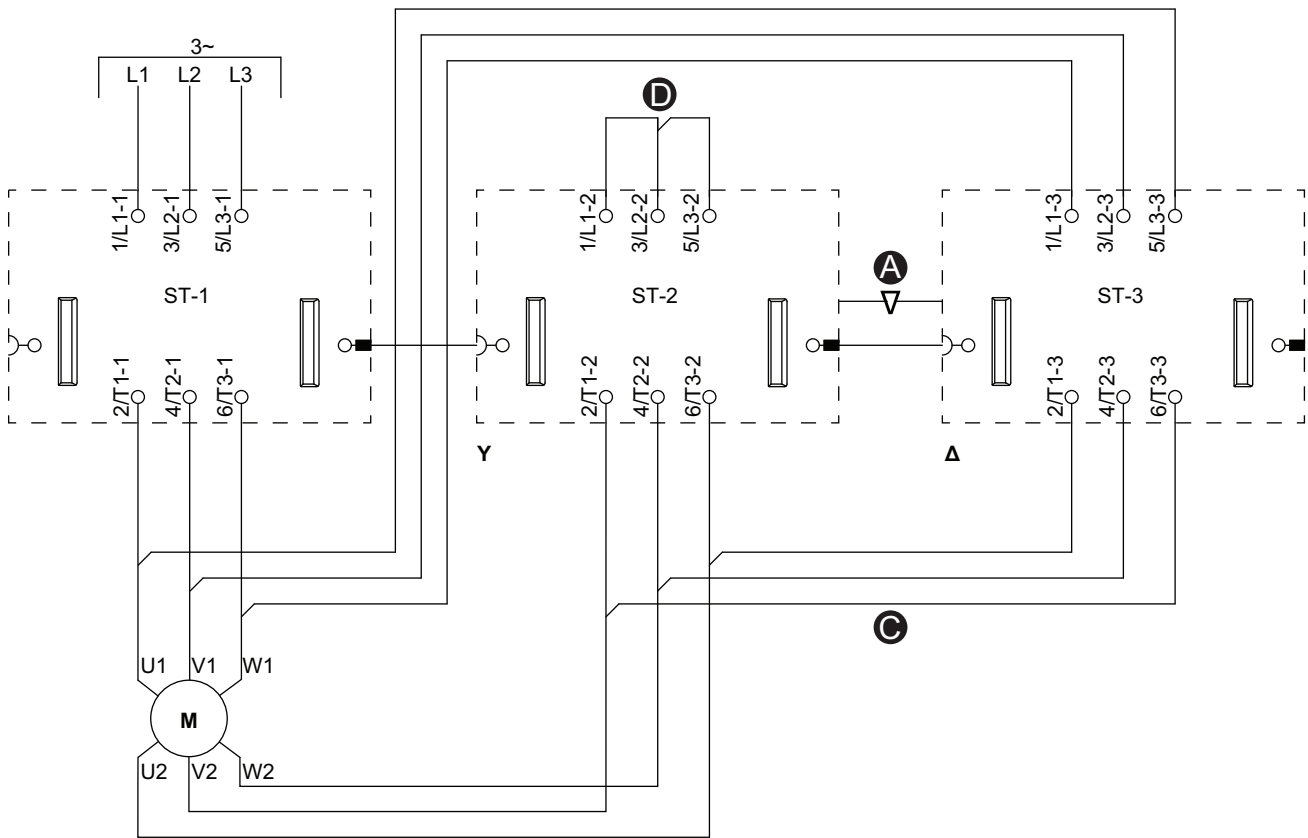 3~
L1 L2 L3
D
1/L1-1 3/L2-1 5/L3-1
1/L1-2 3/L2-2 5/L3-2
1/L1-3 3/L2-3 5/L3-3
A
ST-1 ST-2 ST-3
2/T1-1 4/T2-1 6/T3-1
2/T1-2 4/T2-2 6/T3-2
2/T1-3 4/T2-3 6/T3-3
Y Δ
C
U1 V1 W1
M
U2 V2 W2